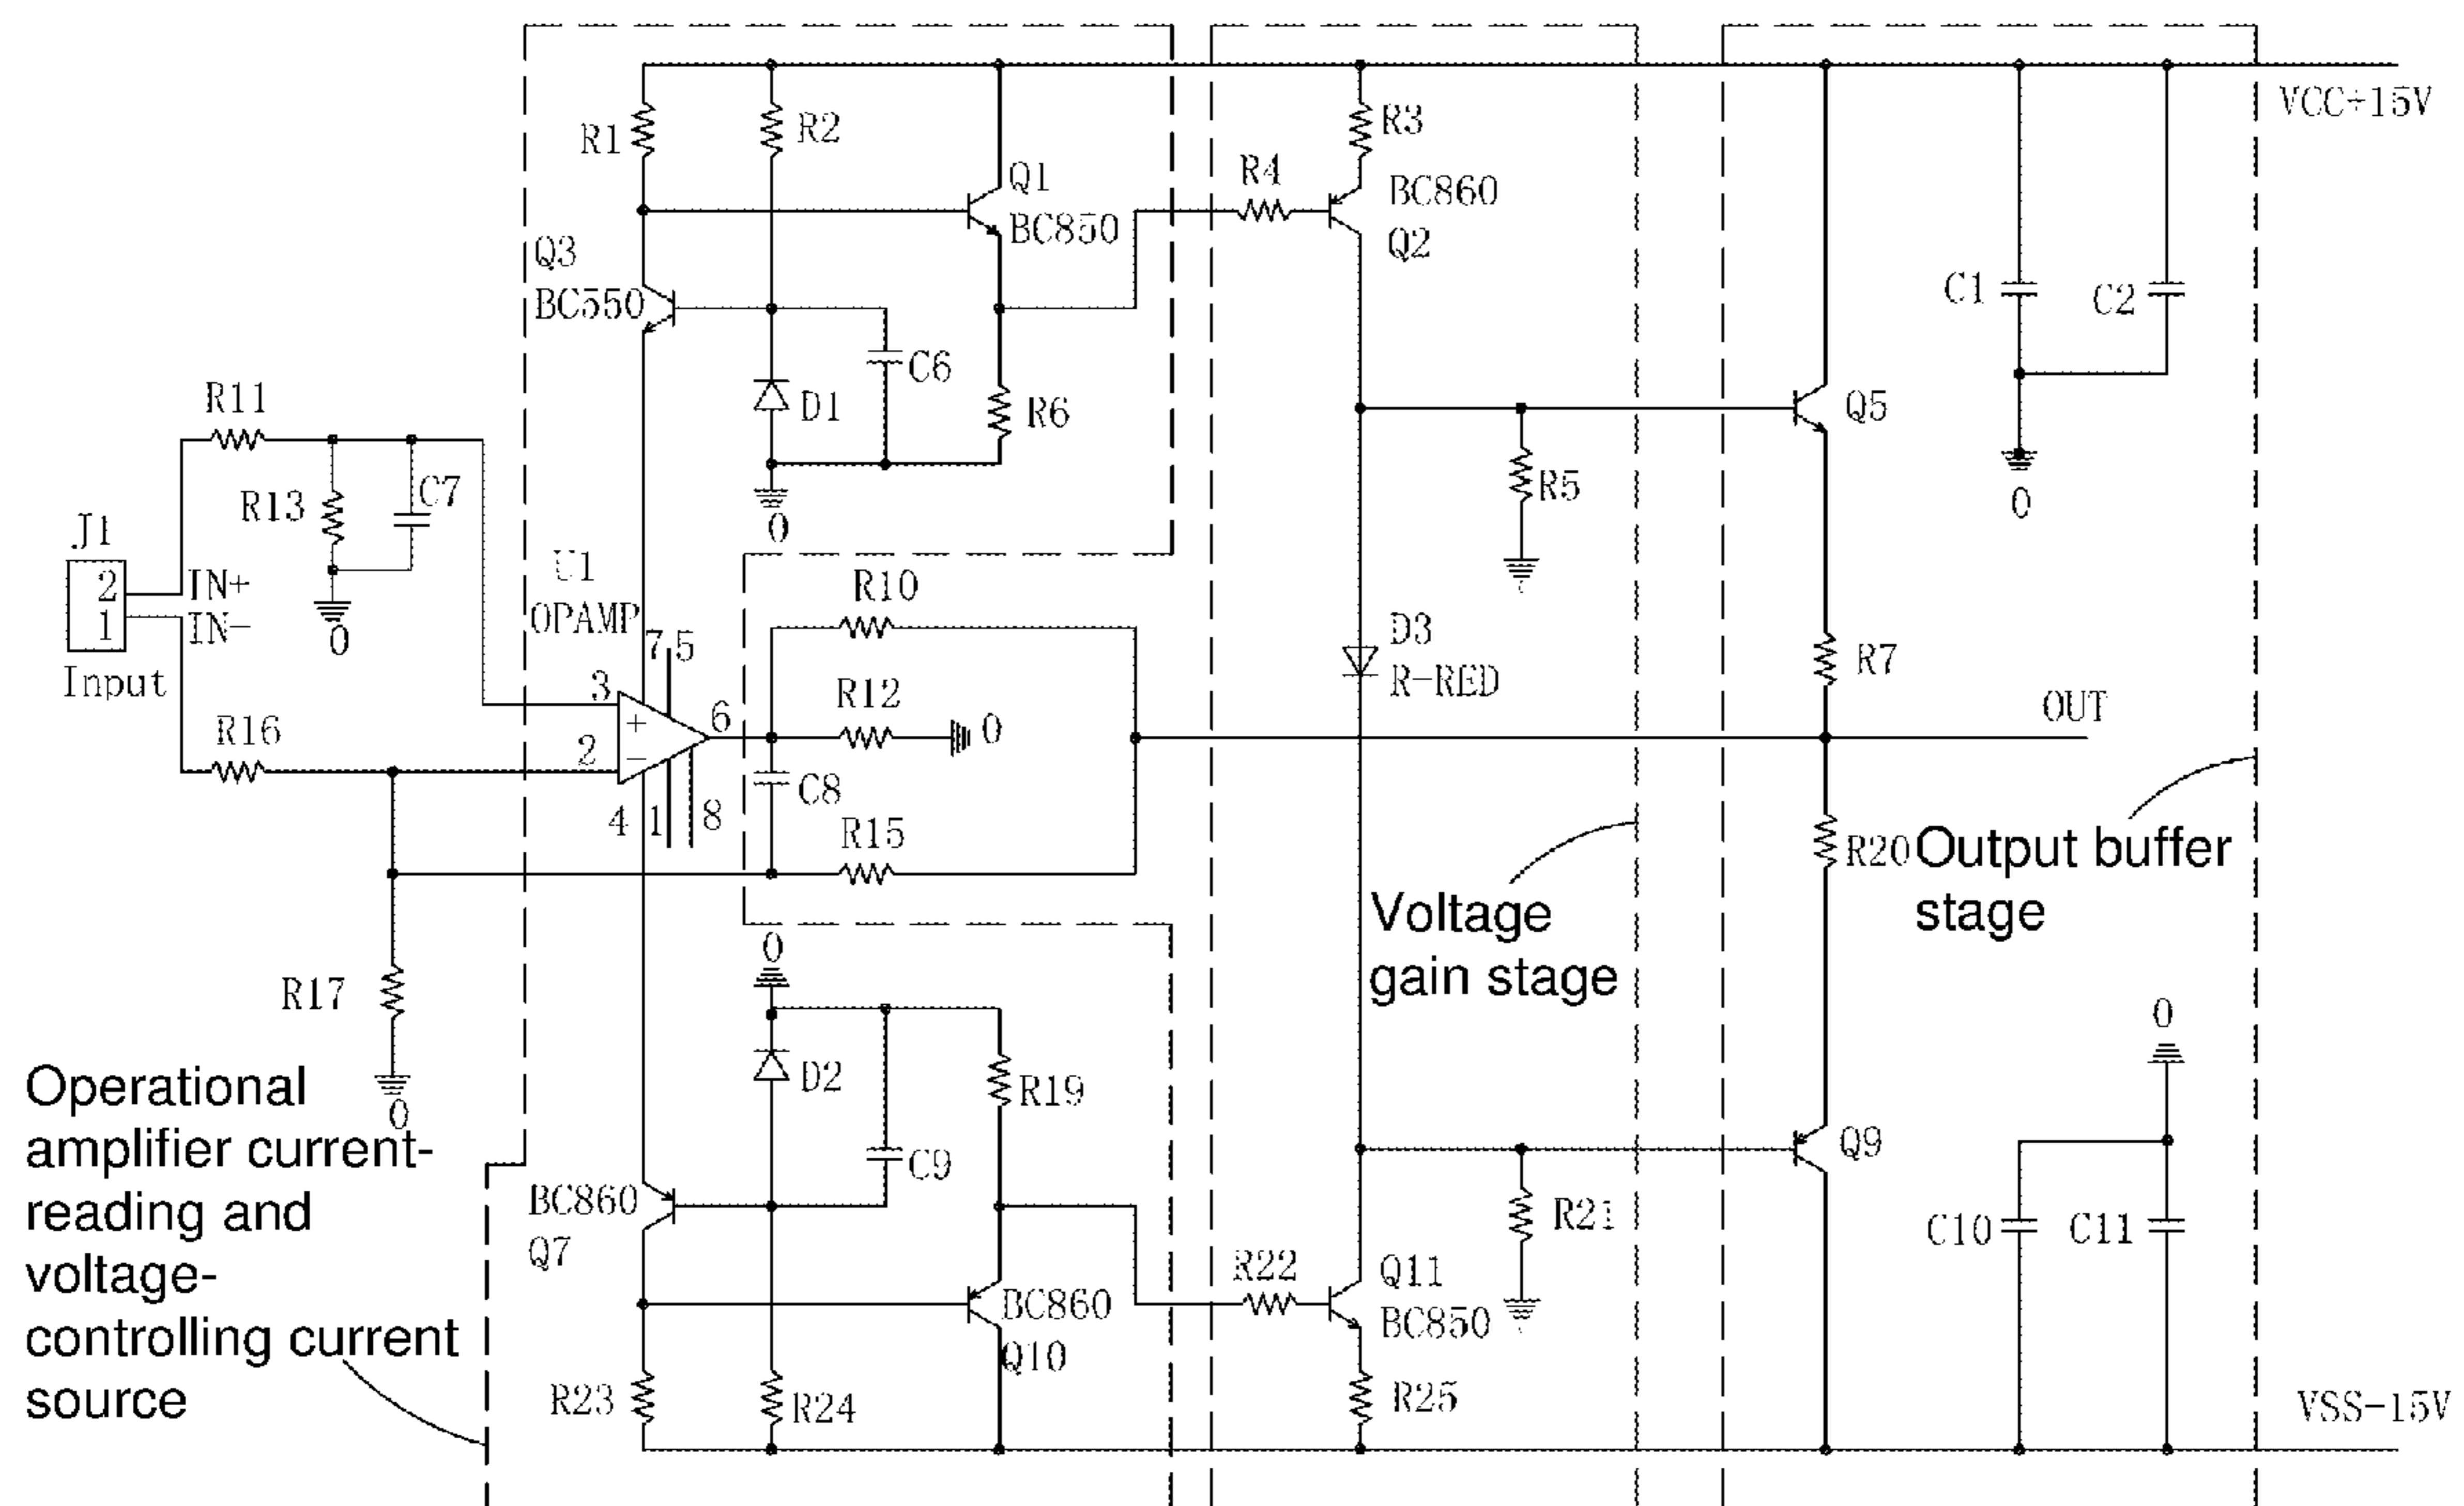 VCC+15V
R1
R2
R3
Q1
BC850
R4
BC860
Q2
Q3
BC550
C1
C2
C6
D1
R6
Q5
R11
R13
C7
R5
0
0
J1
2
1
IN+
IN-
Input
0
U1
OPAMP
7
5
R10
D3
R-RED
R7
3
+
R12
6
0
OUT
R16
2
-
C8
4
1
8
R15
R20
Output buffer
stage
Voltage
gain stage
0
R17
0
0
D2
R19
Operational
amplifier current-
reading and
voltage-
controlling current
source
C9
Q9
BC860
Q7
R21
C10
C11
R22
Q11
BC850
BC860
Q10
R23
R24
R25
VSS-15V